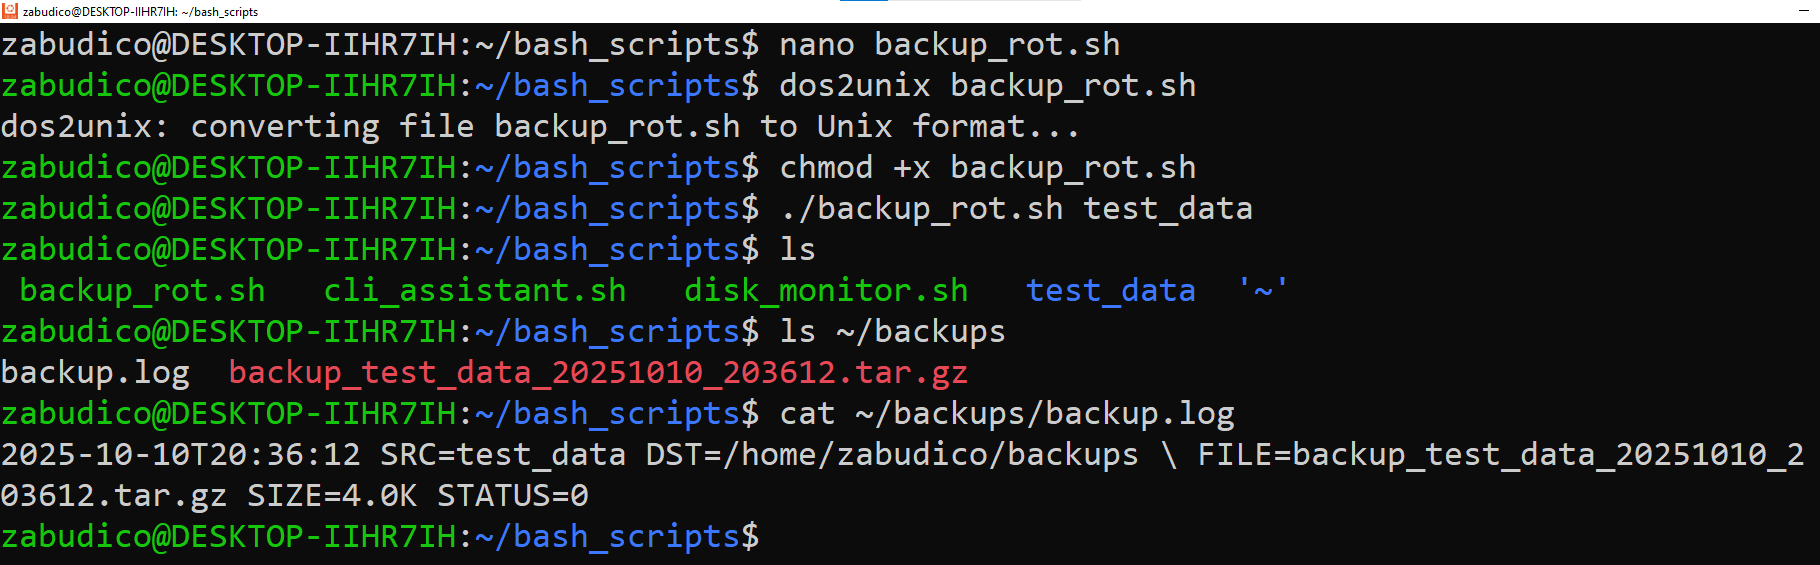 zabudico@DESKTOP-IIHR7IH: ~/bash_scripts
zabudico@DESKTOP-IIHR7IH:~/bash_scripts$ nano backup_rot.sh
zabudico@DESKTOP-IIHR7IH:~/bash_scripts$ dos2unix backup_rot.sh
dos2unix: converting file backup_rot.sh to Unix format...
zabudico@DESKTOP-IIHR7IH:~/bash_scripts$ chmod +x backup_rot.sh
zabudico@DESKTOP-IIHR7IH:~/bash_scripts$ ./backup_rot.sh test_data
zabudico@DESKTOP-IIHR7IH:~/bash_scripts$ ls
backup_rot.sh   cli_assistant.sh   disk_monitor.sh   test_data  '~'
zabudico@DESKTOP-IIHR7IH:~/bash_scripts$ ls ~/backups
backup.log  backup_test_data_20251010_203612.tar.gz
zabudico@DESKTOP-IIHR7IH:~/bash_scripts$ cat ~/backups/backup.log
2025-10-10T20:36:12 SRC=test_data DST=/home/zabudico/backups \ FILE=backup_test_data_20251010_2
03612.tar.gz SIZE=4.0K STATUS=0
zabudico@DESKTOP-IIHR7IH:~/bash_scripts$